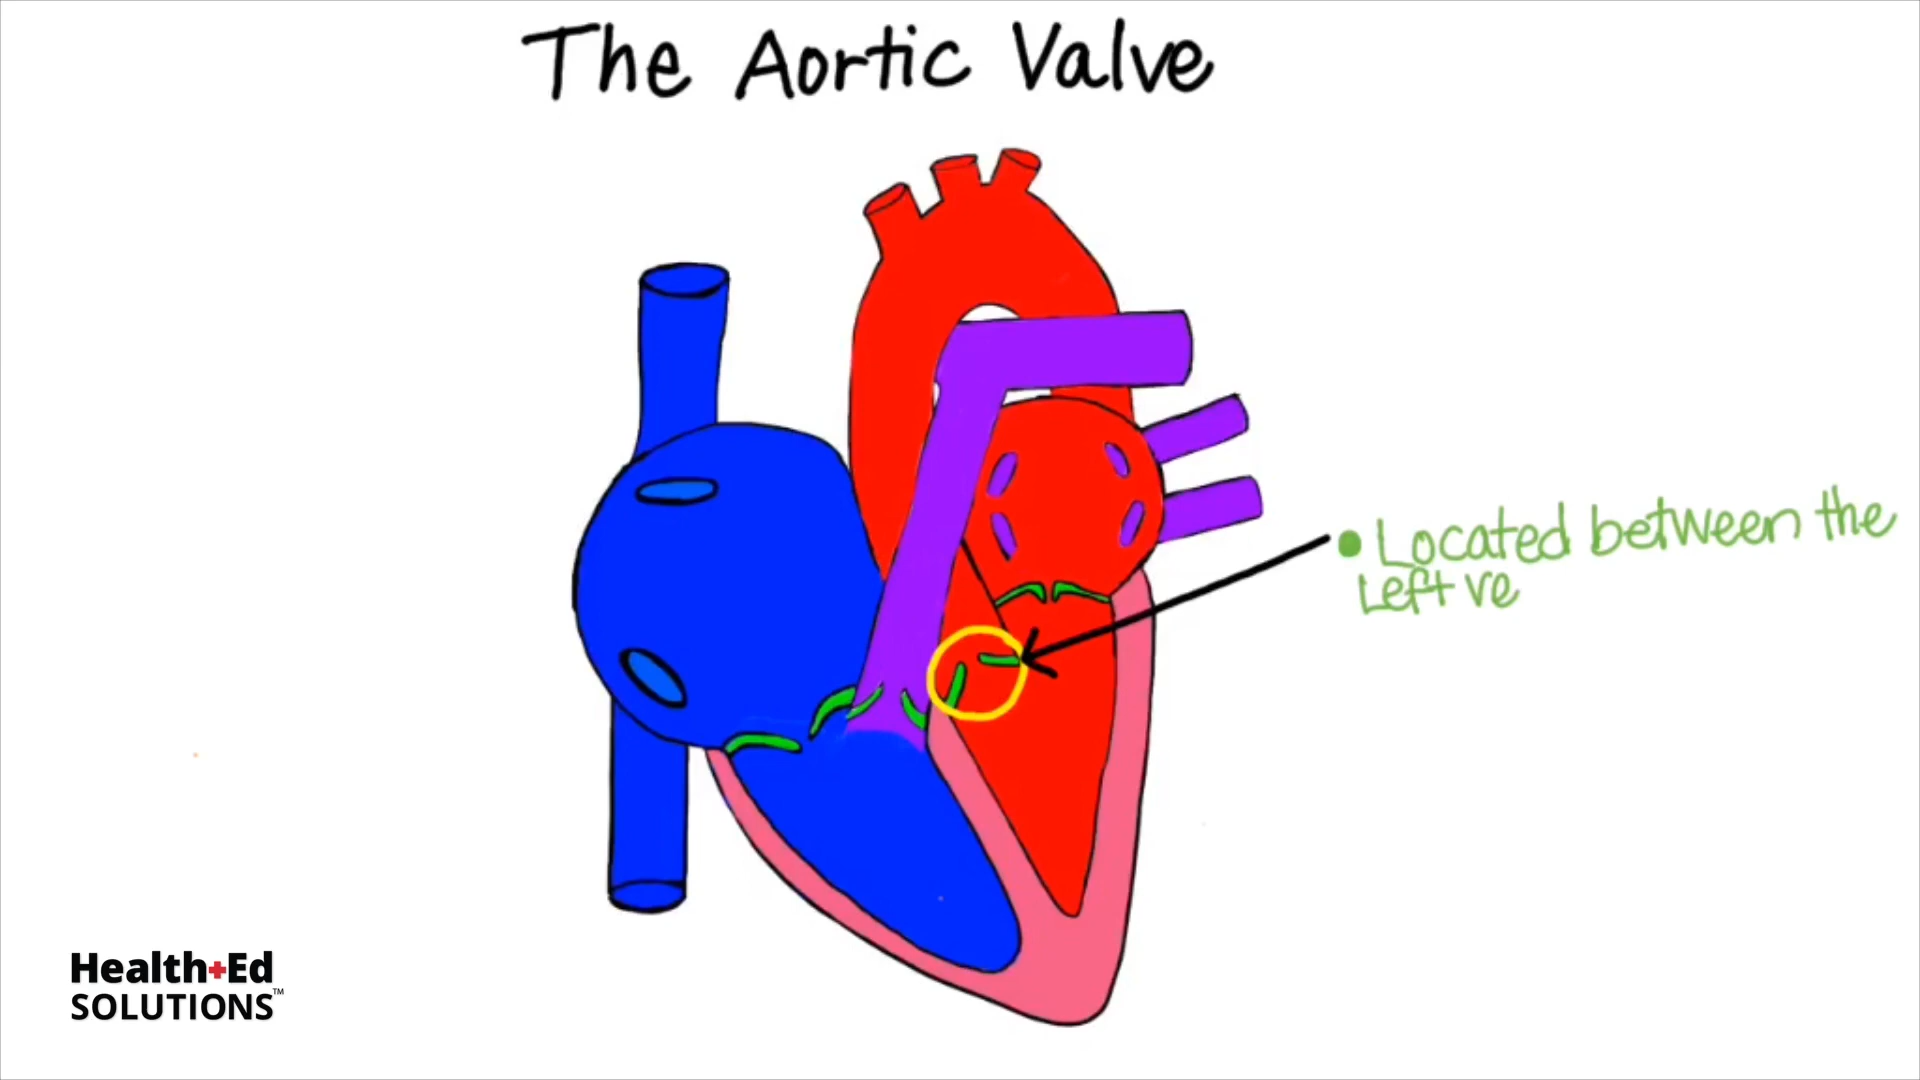 The Aortic Valve
• Located between the
Left ve
Health+Ed
SOLUTIONS™